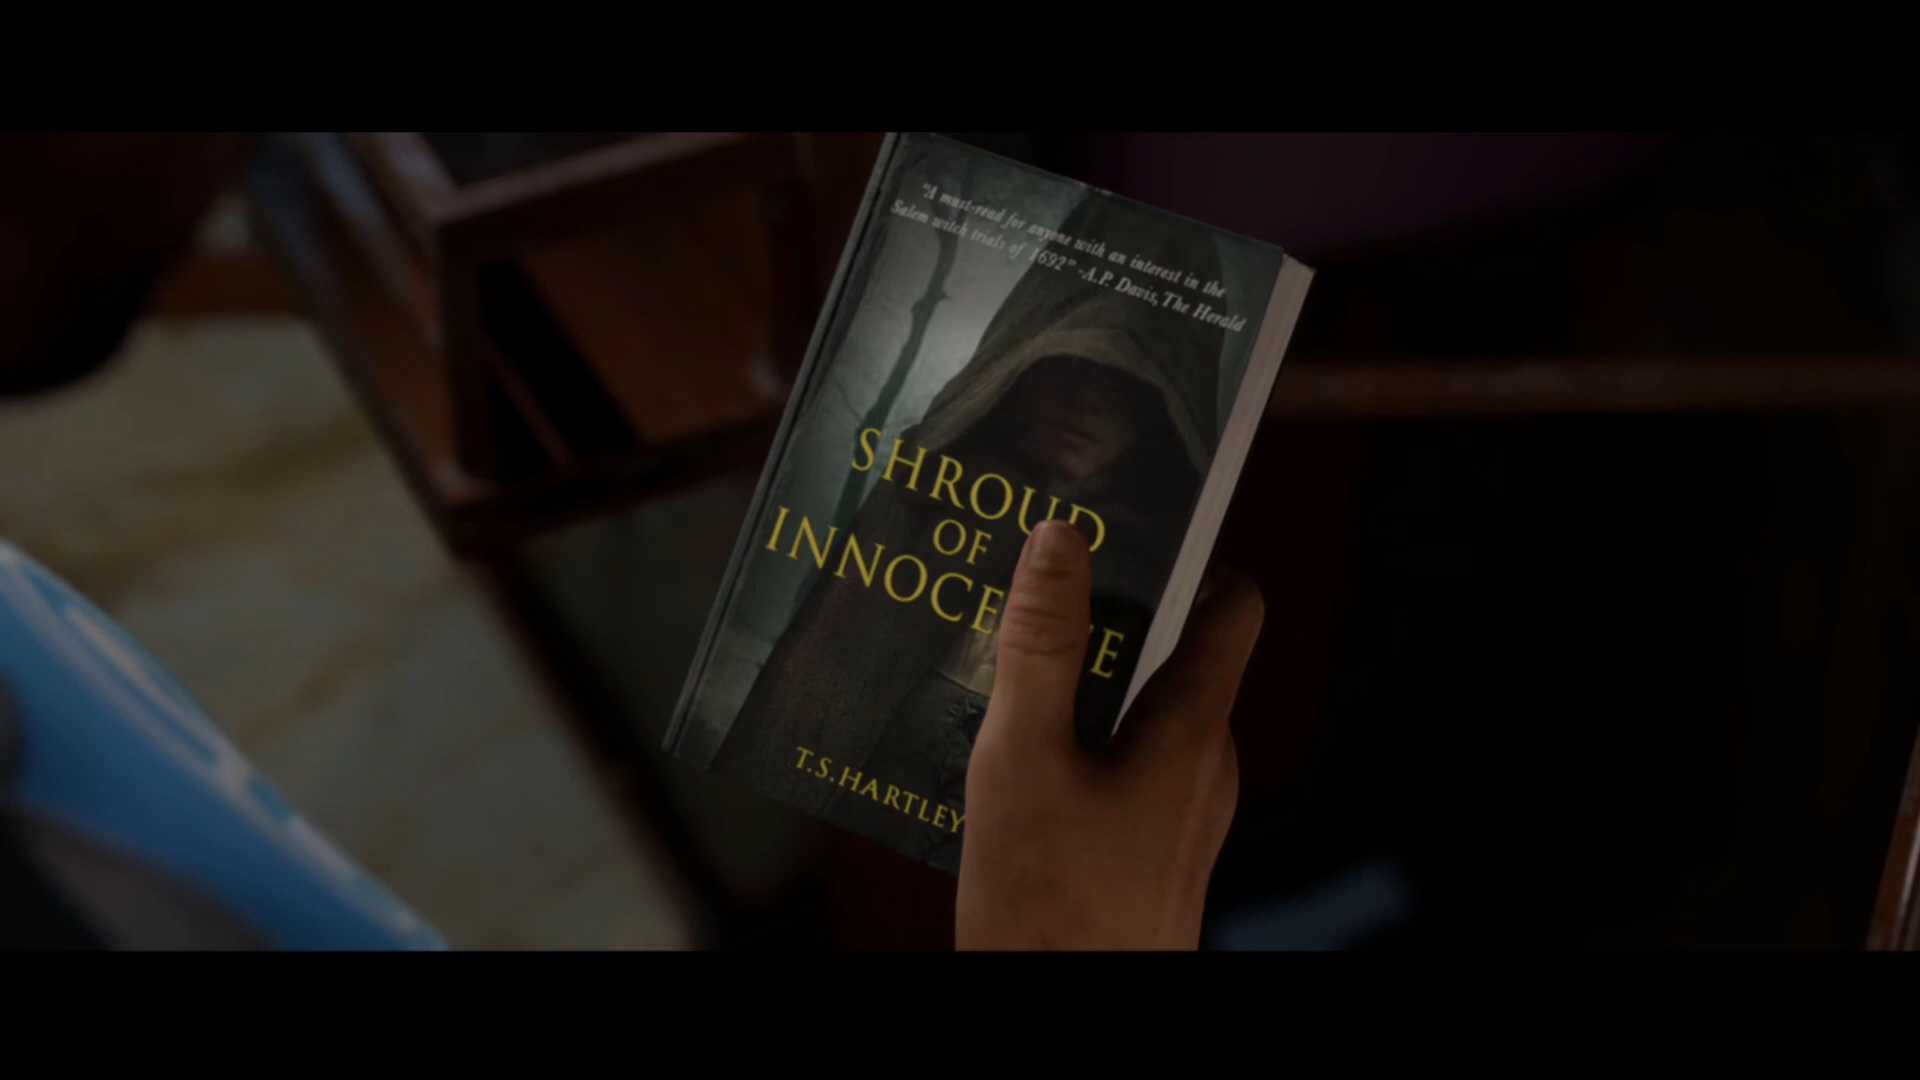 "A must-read for anyone with an interest in the
Salem witch trials of 1692" -A.P. Davis, The Herald
SHROUD
OF
INNOCE E
T.S.HARTLEY